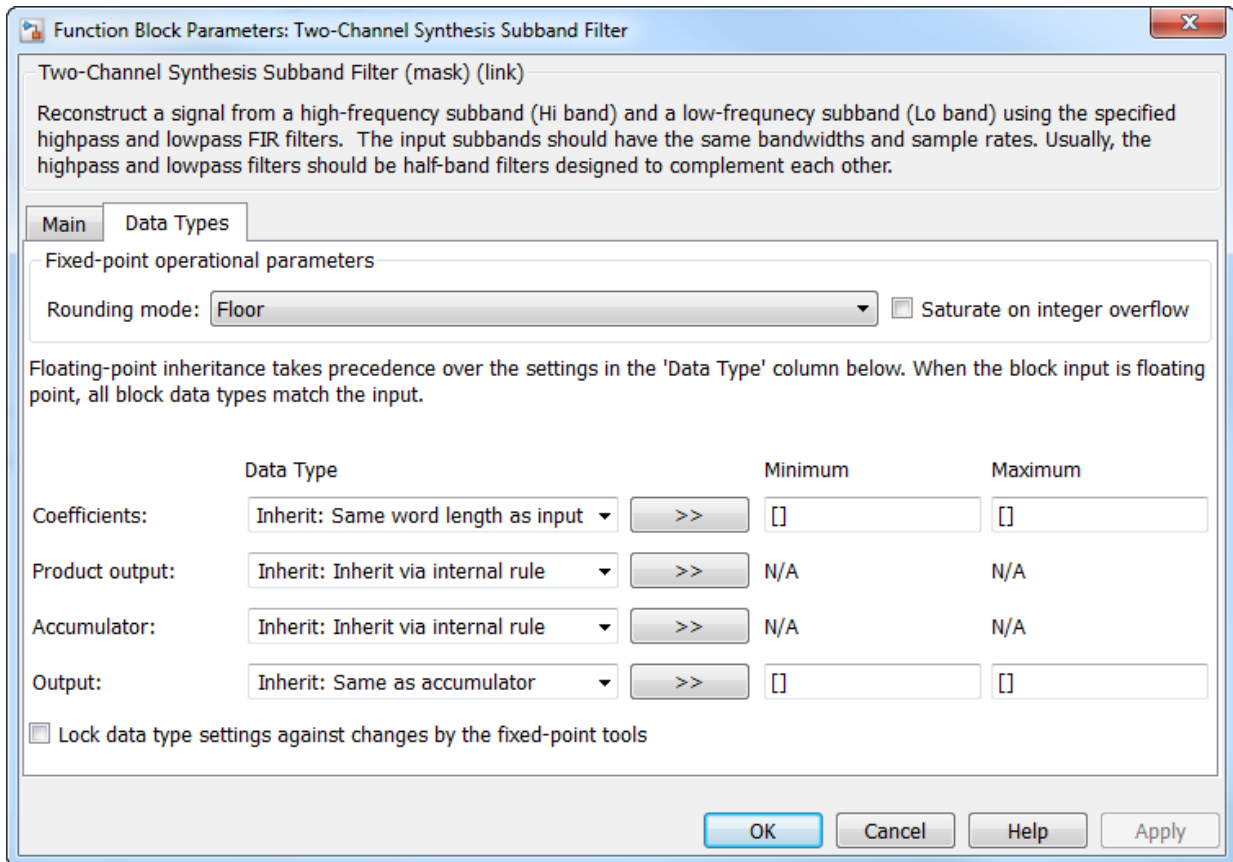 Function Block Parameters: Two-Channel Synthesis Subband Filter
Two-Channel Synthesis Subband Filter (mask) (link)
Reconstruct a signal from a high-frequency subband (Hi band) and a low-frequnecy subband (Lo band) using the specified
highpass and lowpass FIR filters.  The input subbands should have the same bandwidths and sample rates. Usually, the
highpass and lowpass filters should be half-band filters designed to complement each other.
Main Data Types
Fixed-point operational parameters
Rounding mode: Floor Saturate on integer overflow
Floating-point inheritance takes precedence over the settings in the 'Data Type' column below. When the block input is floating
point, all block data types match the input.
Data Type Minimum Maximum
Coefficients: Inherit: Same word length as input >> [] []
Product output: Inherit: Inherit via internal rule >> N/A N/A
Accumulator: Inherit: Inherit via internal rule >> N/A N/A
Output: Inherit: Same as accumulator >> [] []
Lock data type settings against changes by the fixed-point tools
OK Cancel Help Apply